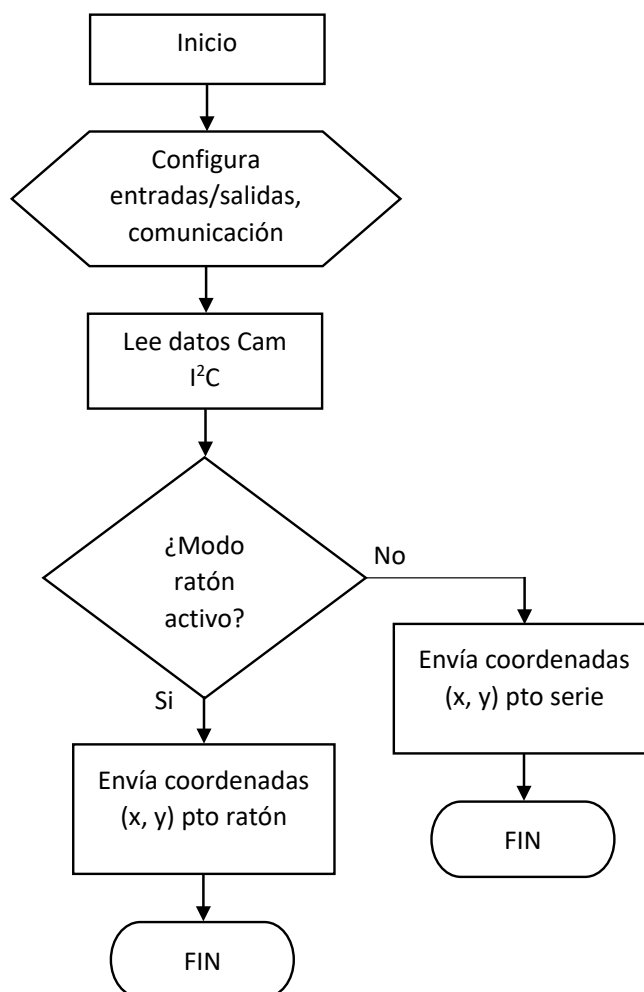 Inicio
Configura
entradas/salidas,
comunicación
Lee datos Cam
I²C
¿Modo
ratón
activo?
No
Envía coordenadas
(x, y) pto serie
Si
Envía coordenadas
(x, y) pto ratón
FIN
FIN